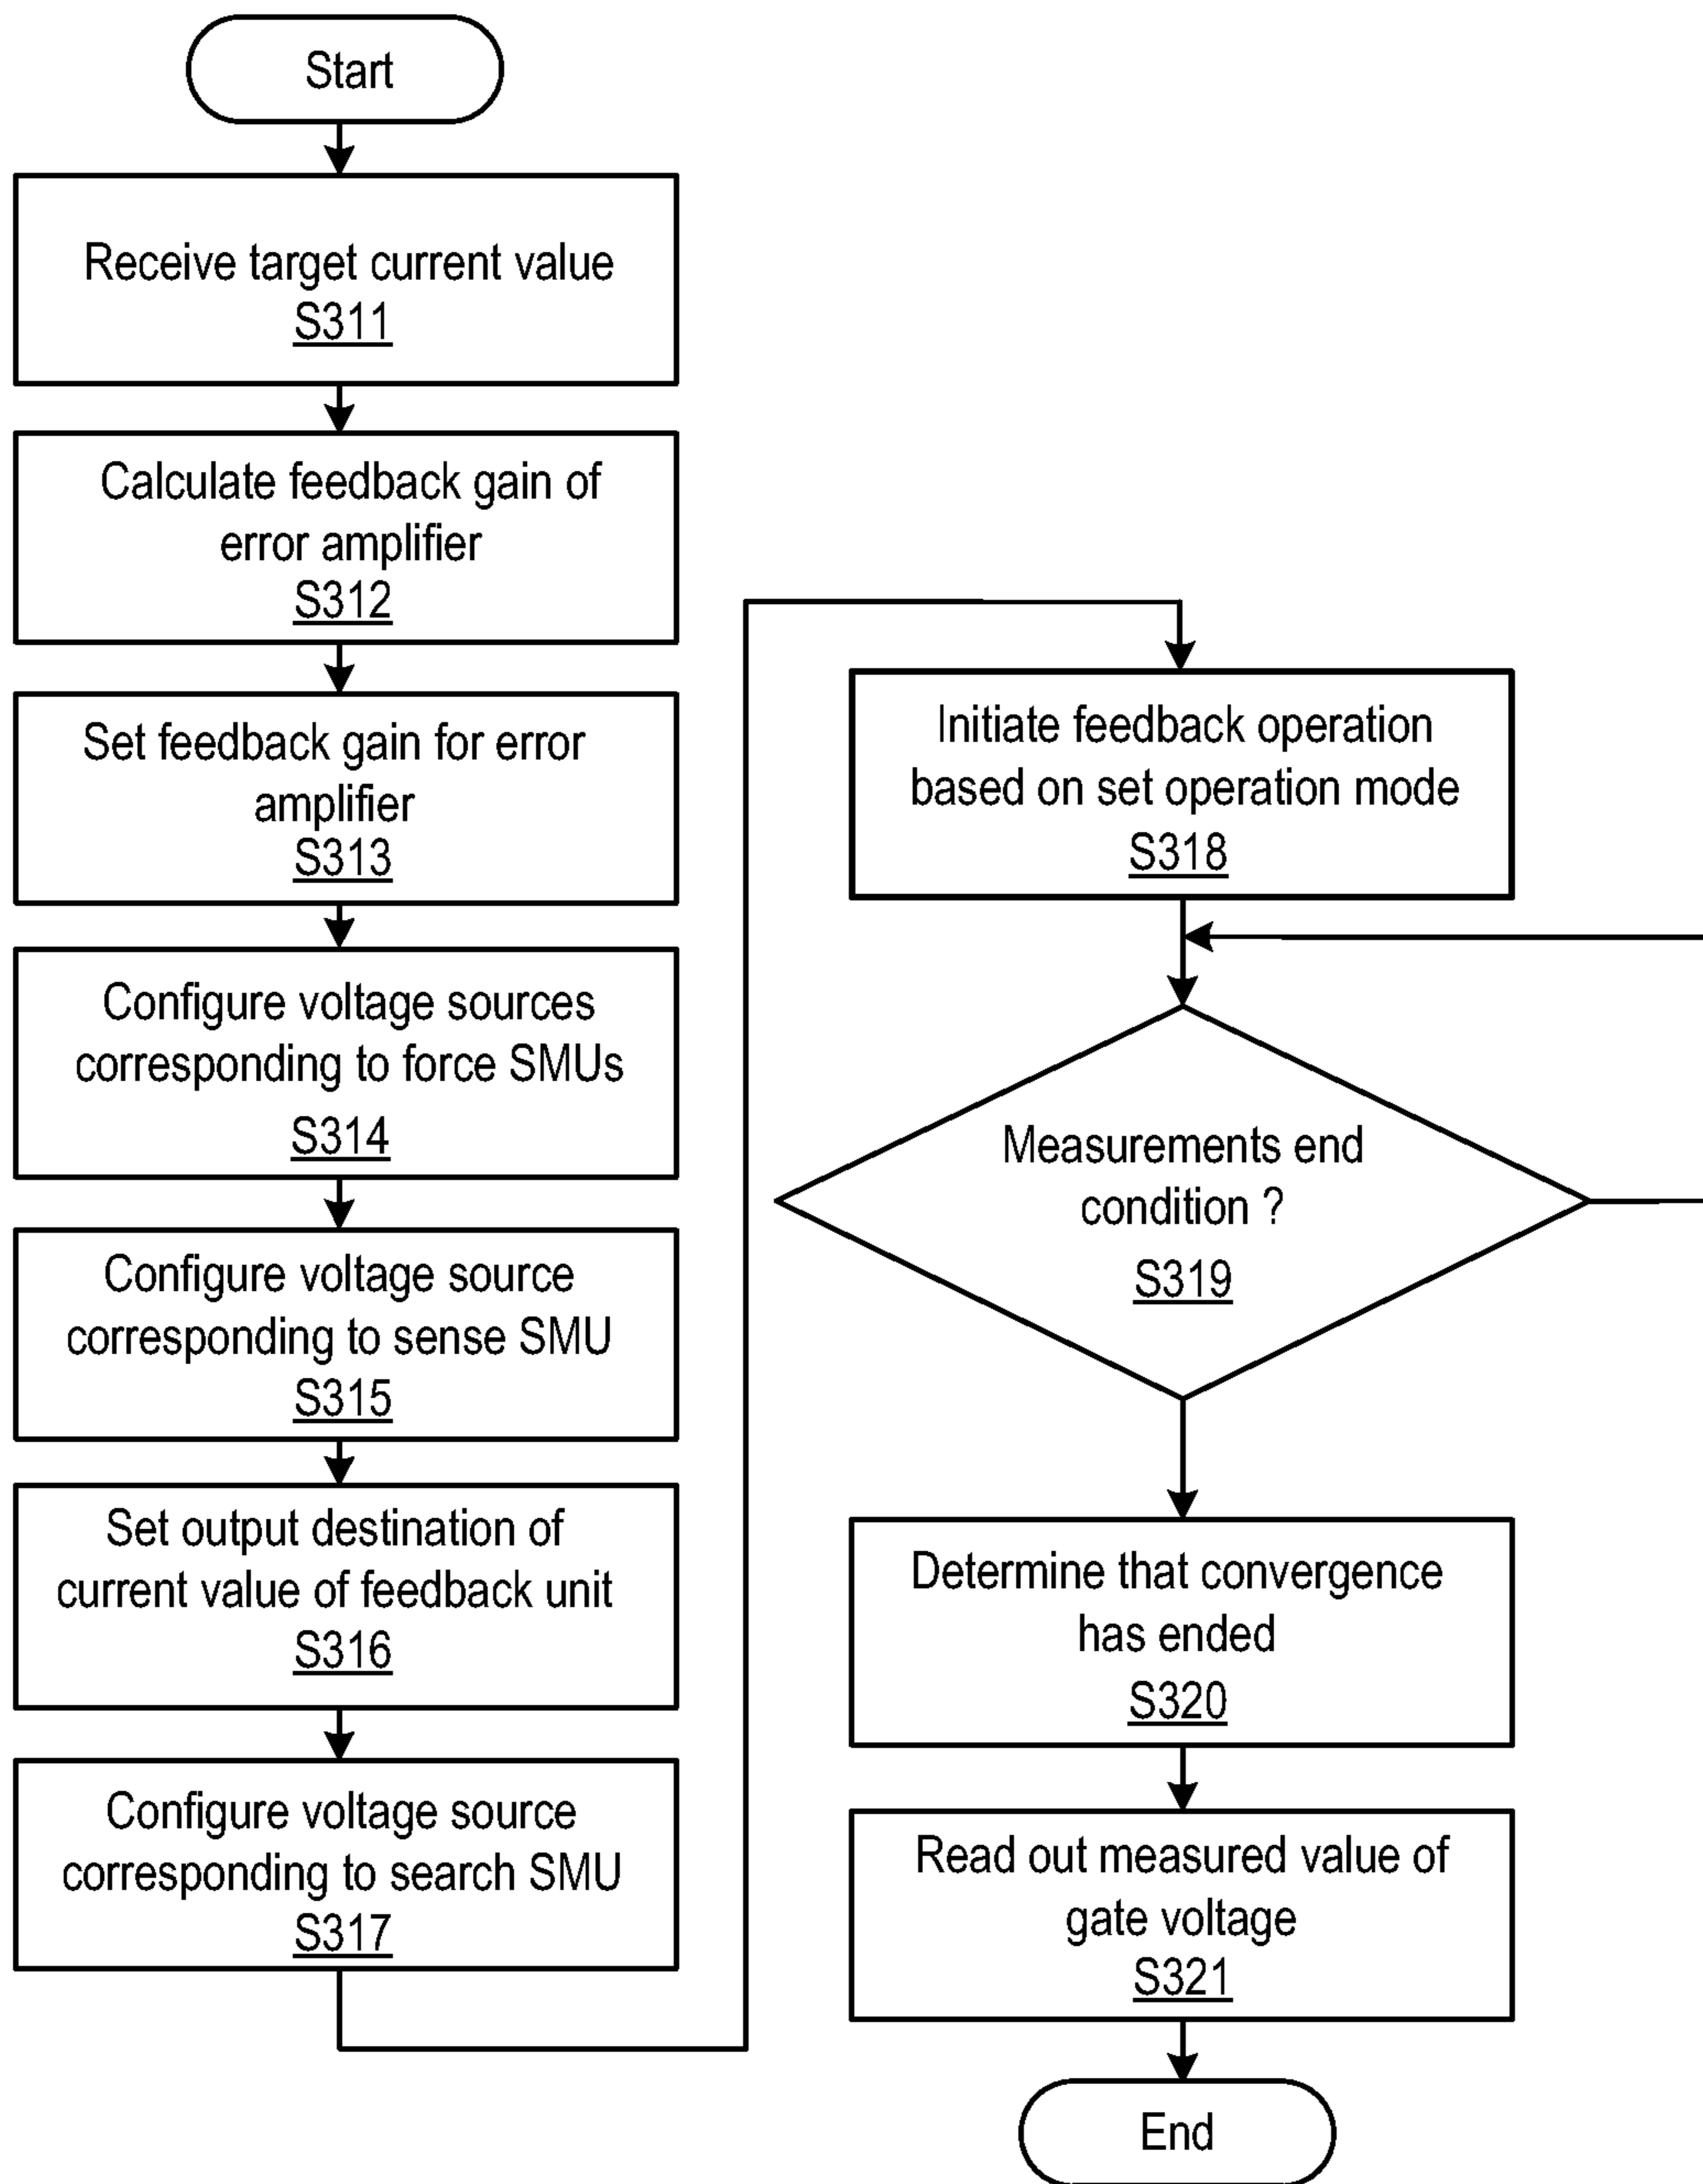 Start
Receive target current value
S311
Calculate feedback gain of
error amplifier
S312
Set feedback gain for error
amplifier
S313
Configure voltage sources
corresponding to force SMUs
S314
Configure voltage source
corresponding to sense SMU
S315
Set output destination of
current value of feedback unit
S316
Configure voltage source
corresponding to search SMU
S317
Initiate feedback operation
based on set operation mode
S318
Measurements end
condition ?
S319
Determine that convergence
has ended
S320
Read out measured value of
gate voltage
S321
End